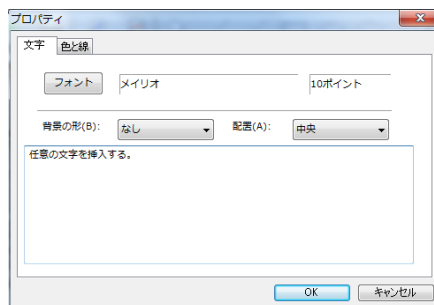 プロパティ
文字 色と線
フォント メイリオ 10ポイント
背景の形(B): なし 配置(A): 中央
任意の文字を挿入する。
OK キャンセル